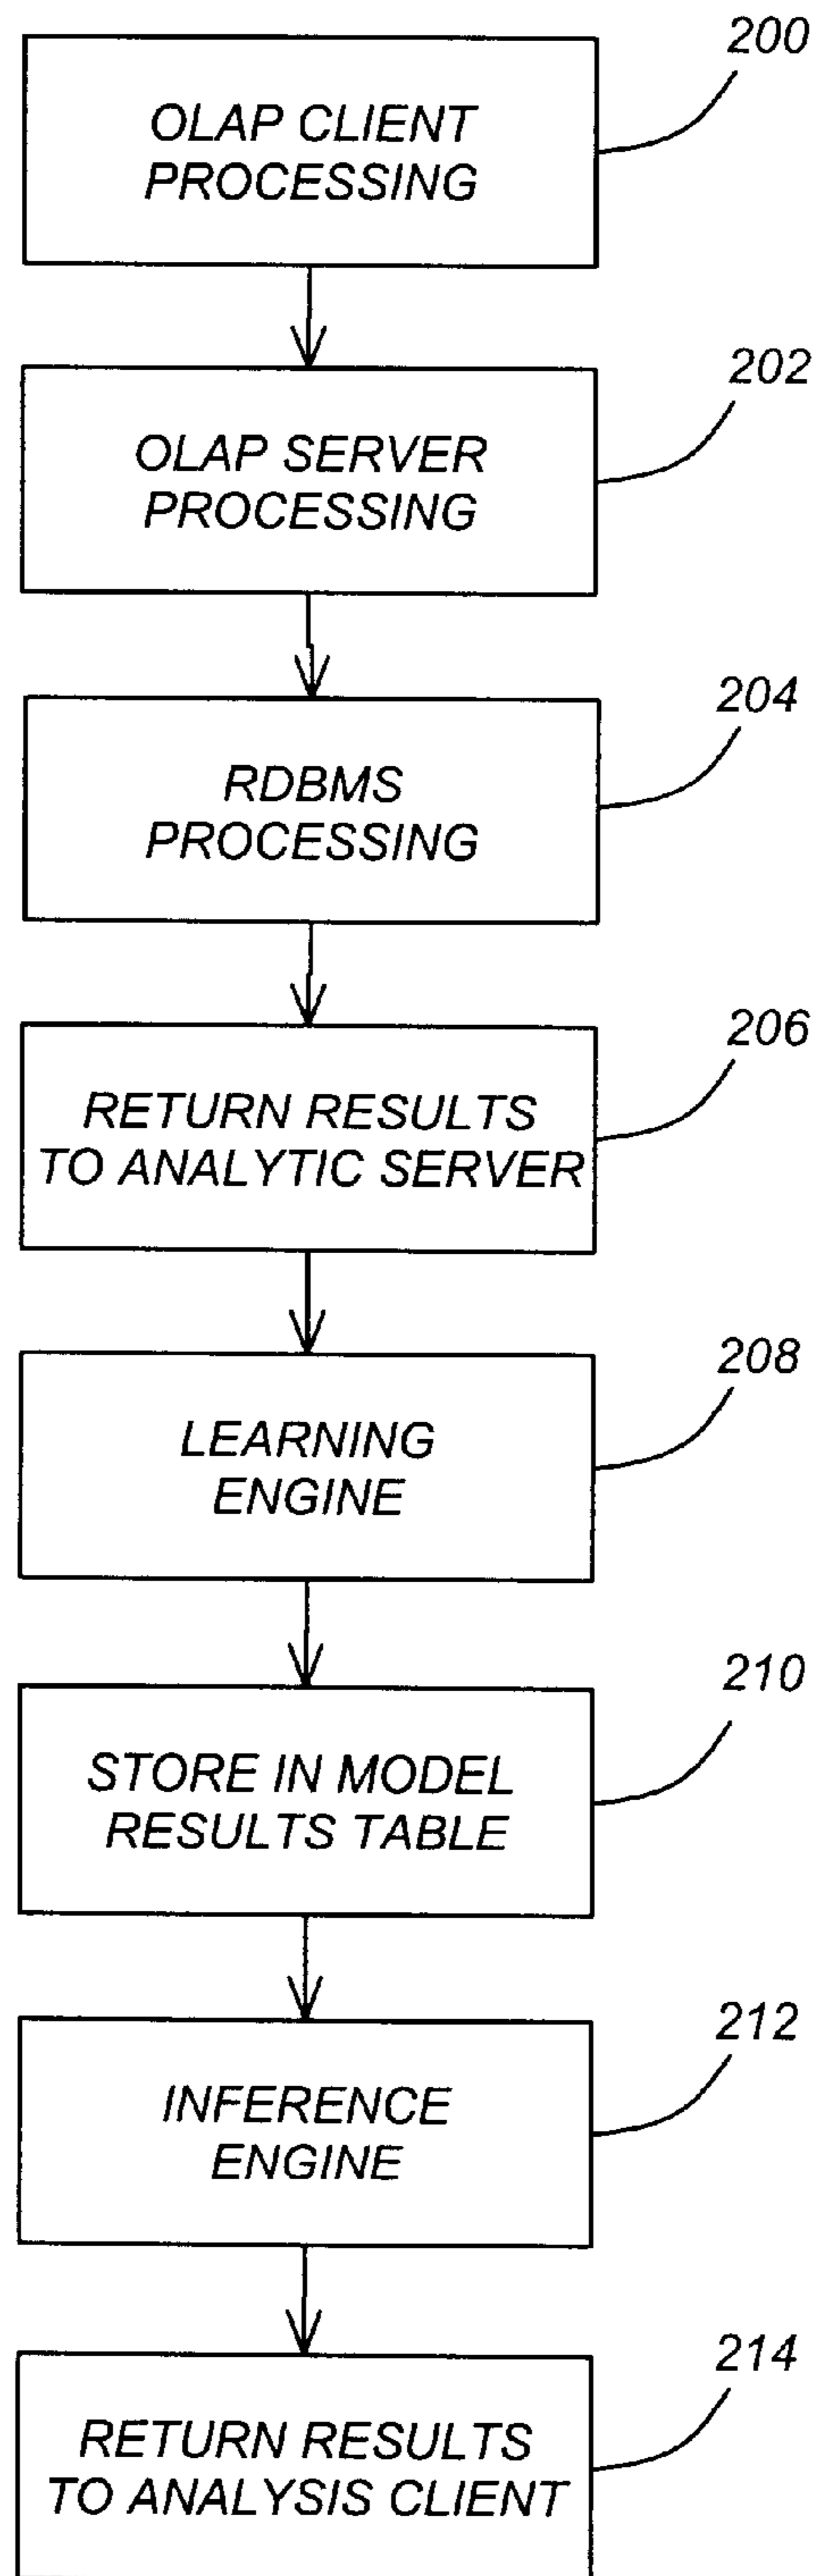 200
OLAP CLIENT
PROCESSING
202
OLAP SERVER
PROCESSING
204
RDBMS
PROCESSING
206
RETURN RESULTS
TO ANALYTIC SERVER
208
LEARNING
ENGINE
210
STORE IN MODEL
RESULTS TABLE
212
INFERENCE
ENGINE
214
RETURN RESULTS
TO ANALYSIS CLIENT